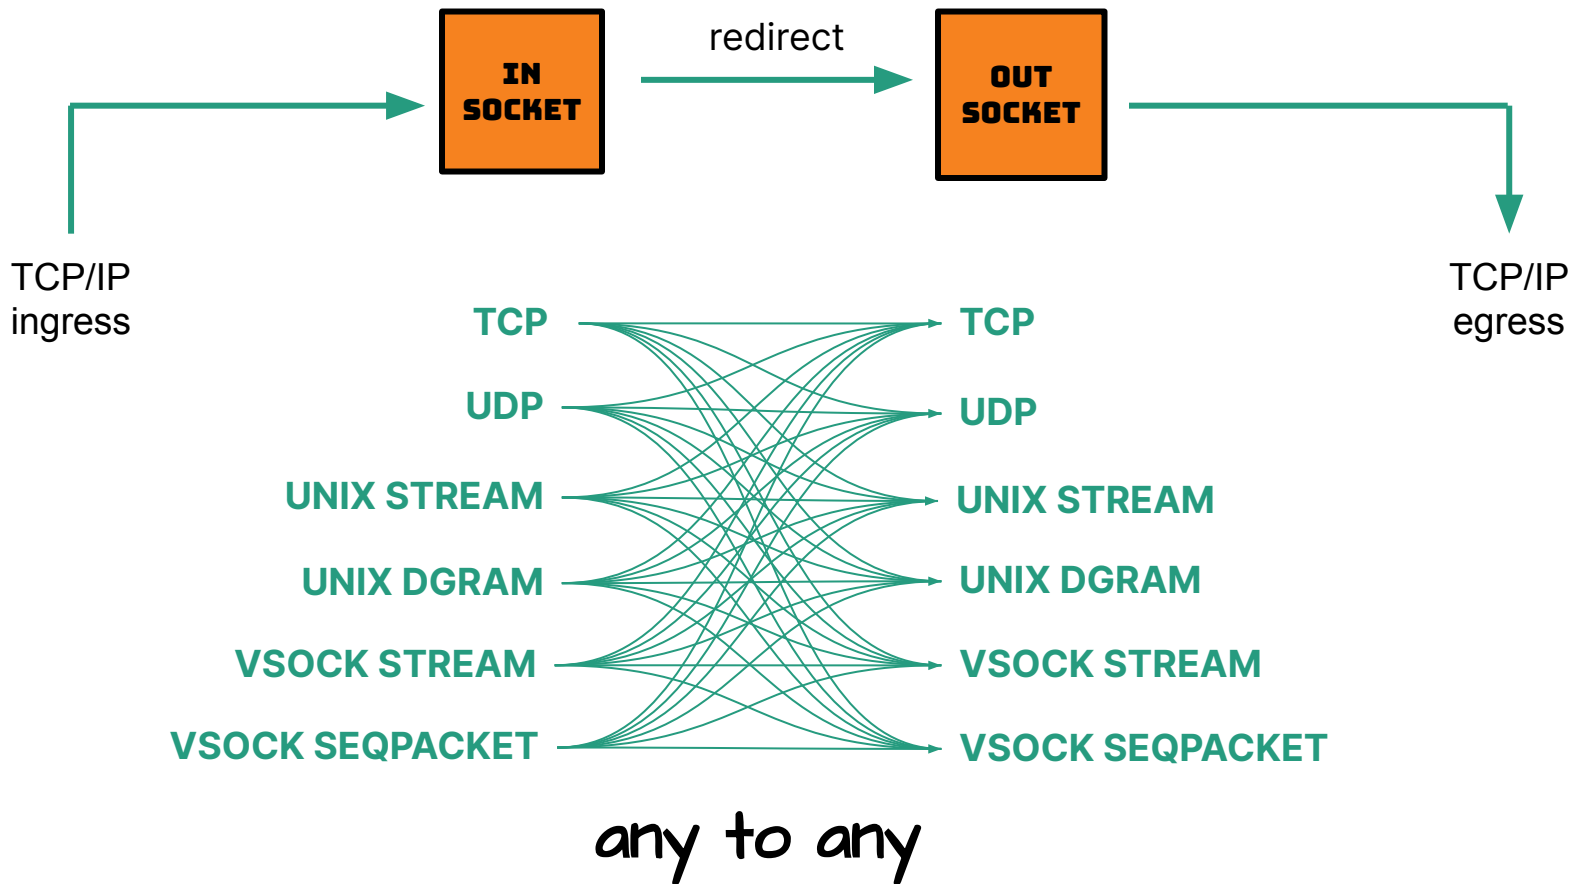 redirect
IN
SOCKET
OUT
SOCKET
TCP/IP
ingress
TCP/IP
egress
TCP
TCP
UDP
UDP
UNIX STREAM
UNIX STREAM
UNIX DGRAM
UNIX DGRAM
VSOCK STREAM
VSOCK STREAM
VSOCK SEQPACKET
VSOCK SEQPACKET
any to any